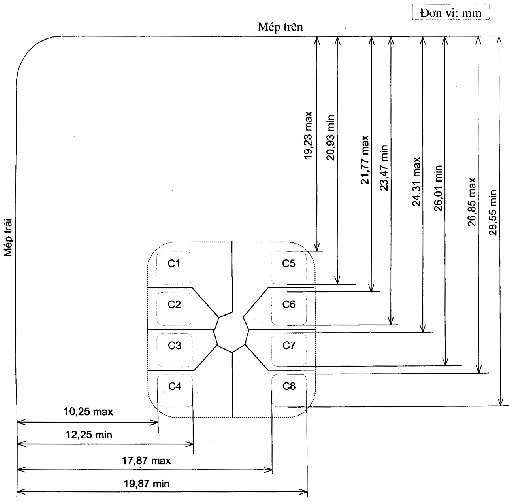 Đơn vị: mm
Mép trên
Mép trái
19,23 max
20,93 min
21,77 max
23,47 min
24,31 max
26,01 min
26,85 max
28,55 min
C1
C5
C2
C6
C3
C7
C4
C8
10,25 max
12,25 min
17,87 max
19,87 min